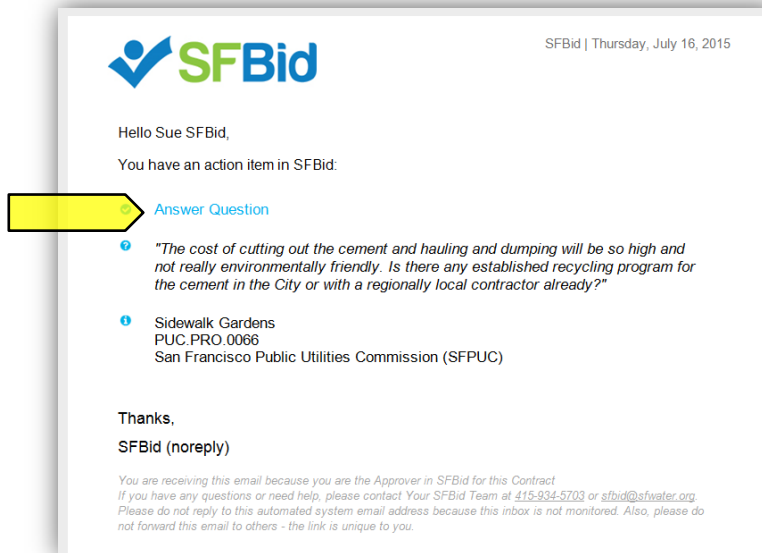 SFBid
SFBid | Thursday, July 16, 2015
Hello Sue SFBid,
You have an action item in SFBid:
Answer Question
"The cost of cutting out the cement and hauling and dumping will be so high and
not really environmentally friendly. Is there any established recycling program for
the cement in the City or with a regionally local contractor already?"
Sidewalk Gardens
PUC.PRO.0066
San Francisco Public Utilities Commission (SFPUC)
Thanks,
SFBid (noreply)
You are receiving this email because you are the Approver in SFBid for this Contract
If you have any questions or need help, please contact Your SFBid Team at 415-934-5703 or sfbid@sfwater.org.
Please do not reply to this automated system email address because this inbox is not monitored. Also, please do
not forward this email to others - the link is unique to you.